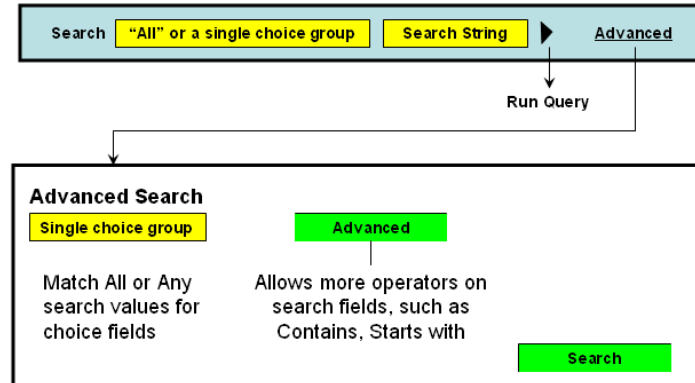 Search "All" or a single choice group Search String Advanced
Run Query
Advanced Search
Single choice group Advanced
Match All or Any
search values for
choice fields
Allows more operators on
search fields, such as
Contains, Starts with
Search